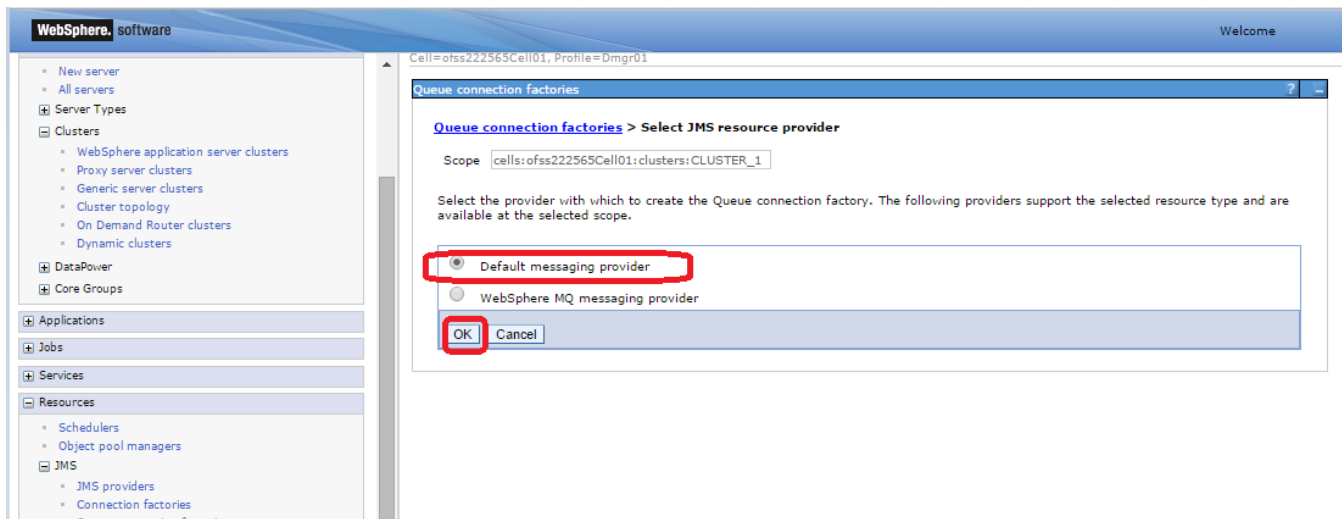 WebSphere. software
Welcome
New server
All servers
Server Types
Clusters
WebSphere application server clusters
Proxy server clusters
Generic server clusters
Cluster topology
On Demand Router clusters
Dynamic clusters
DataPower
Core Groups
Applications
Jobs
Services
Resources
Schedulers
Object pool managers
JMS
JMS providers
Connection factories
Cell=ofss222565Cell01, Profile=Dmgr01
Queue connection factories
?
Queue connection factories > Select JMS resource provider
Scope cells:ofss222565Cell01:clusters:CLUSTER_1
Select the provider with which to create the Queue connection factory. The following providers support the selected resource type and are
available at the selected scope.
Default messaging provider
WebSphere MQ messaging provider
OK Cancel